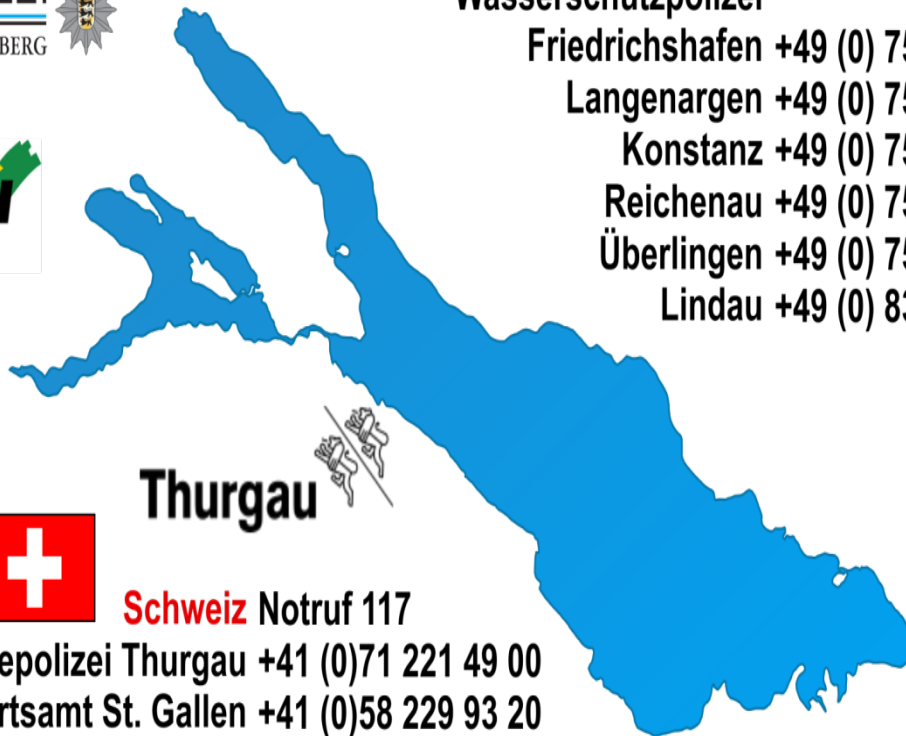 BERG
Wasserschutzpolizei
Friedrichshafen +49 (0) 75
Langenargen +49 (0) 75
Konstanz +49 (0) 75
Reichenau +49 (0) 75
Überlingen +49 (0) 75
Lindau +49 (0) 83
Thurgau
Schweiz Notruf 117
epolizei Thurgau +41 (0)71 221 49 00
rtsamt St. Gallen +41 (0)58 229 93 20